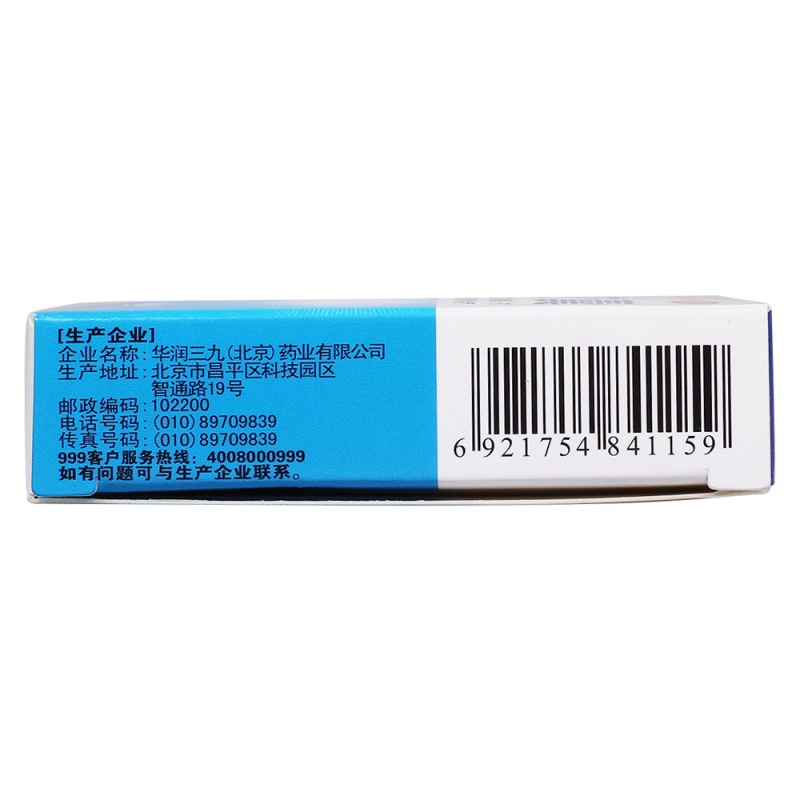 [生产企业]
企业名称：华润三九(北京)药业有限公司
生产地址：北京市昌平区科技园区
智通路19号
邮政编码：102200
电话号码：(010)89709839
传真号码：(010)89709839
999客户服务热线：4008000999
如有问题可与生产企业联系。
6 921754 841159